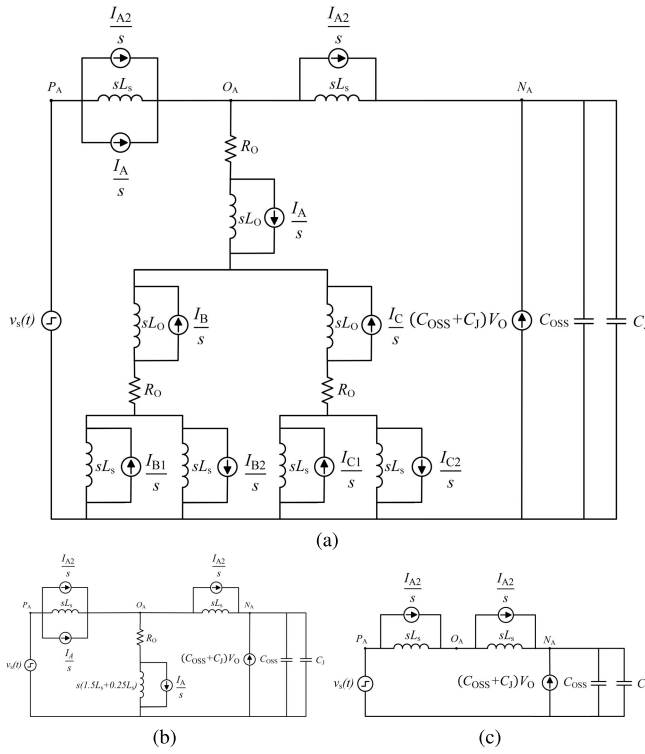 I_A2/s
I_A2/s
P_A sL_s O_A sL_s N_A
I_A/s
R_O
sL_O I_A/s
v_s(t) sL_O I_B/s sL_O I_C/s (C_OSS+C_J)V_O C_OSS
R_O R_O
sL_s I_B1/s sL_s I_B2/s sL_s I_C1/s sL_s I_C2/s
(a)
I_A2/s I_A2/s
P_A sL_s O_A sL_s N_A
I_A/s
R_O
v_s(t) (C_OSS+C_J)V_O C_OSS C_J
s(1.5L_s+0.25L_s) I_A/s
(b)
I_A2/s I_A2/s
P_A sL_s O_A sL_s N_A
v_s(t) (C_OSS+C_J)V_O C_OSS
(c)